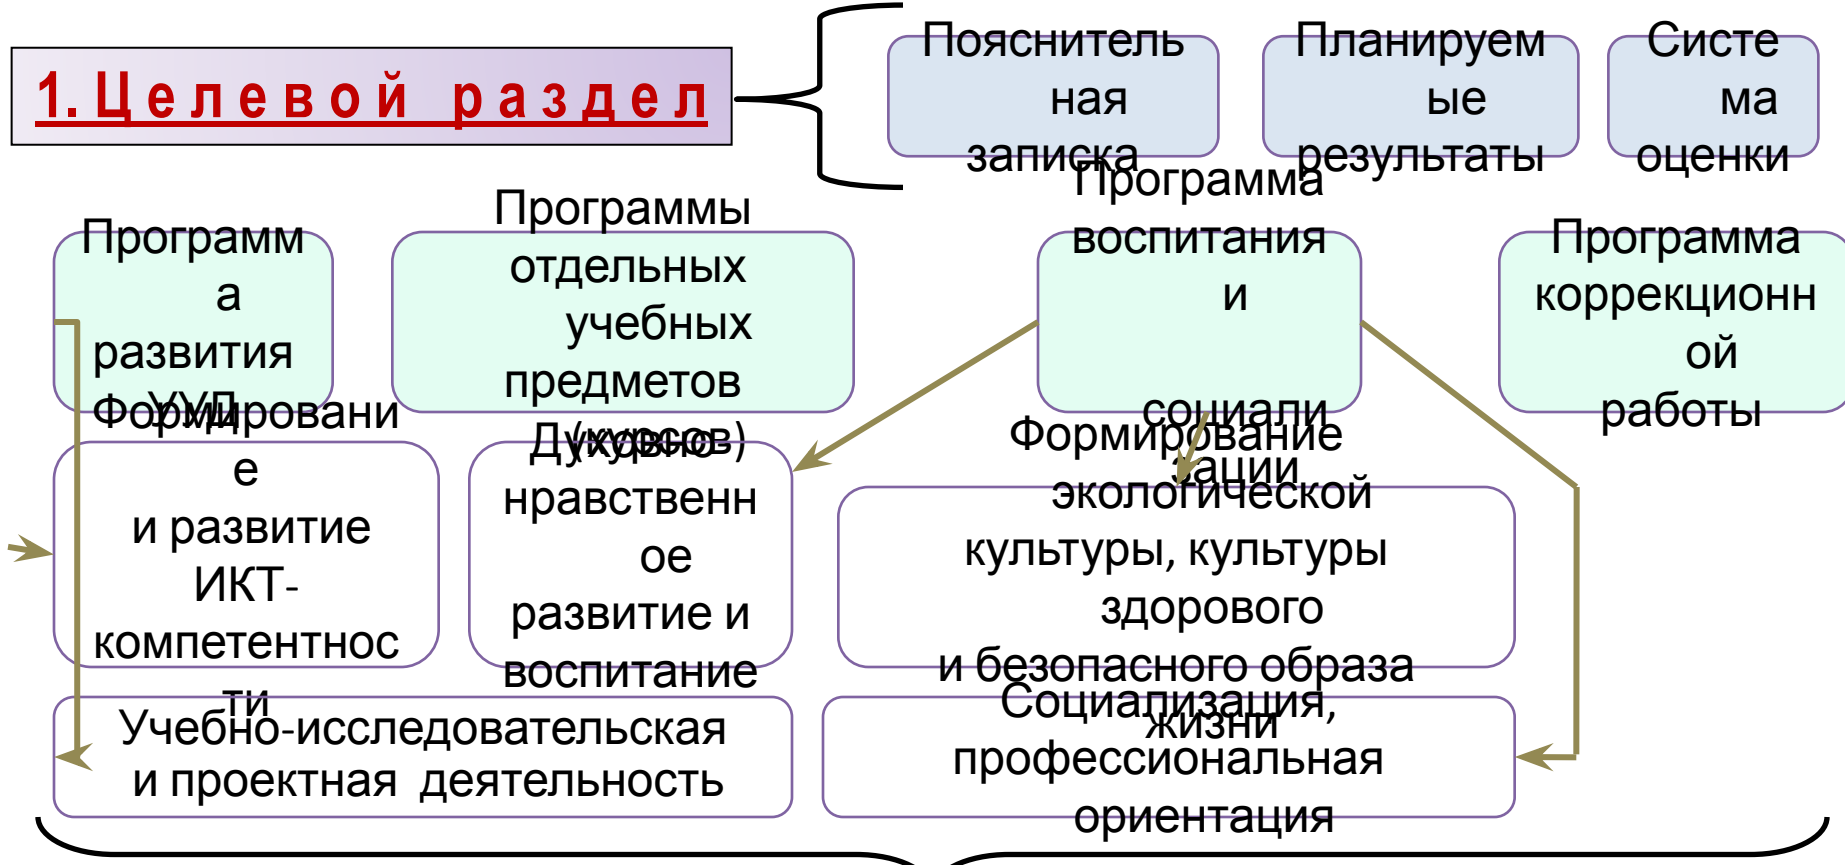 1. Ц е л е в о й р а з д е л
Пояснитель
ная
записка
Планируем
ые
результаты
Систе
ма
оценки
Программ
а
развития
УУД
Программы
отдельных
учебных
предметов
(курсов)
Программа
воспитания
и
социали
зации
Программа
коррекционн
ой
работы
Формировани
е
и развитие
ИКТ-
компетентнос
ти
Духовно-
нравственн
ое
развитие и
воспитание
Формирование
экологической
культуры, культуры
здорового
и безопасного образа
жизни
Учебно-исследовательская
и проектная деятельность
Социализация,
профессиональная
ориентация